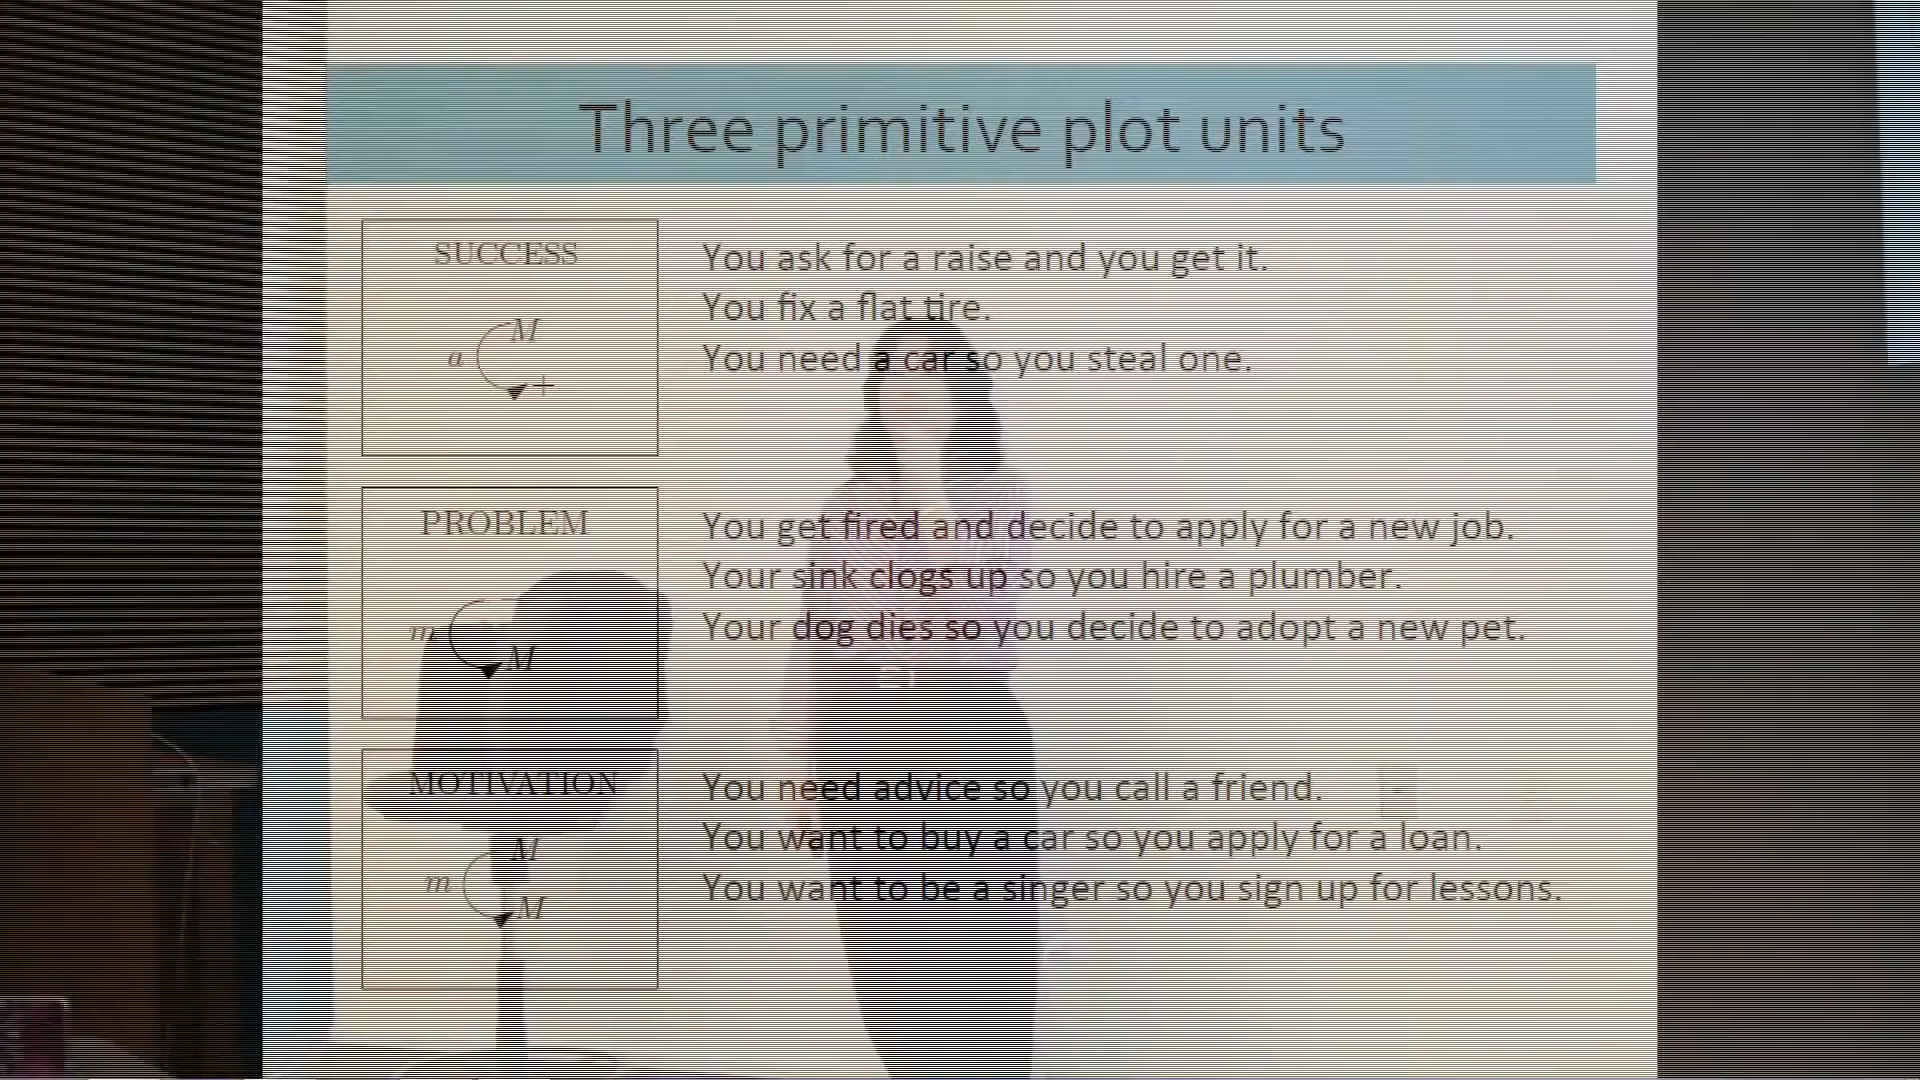 Three primitive plot units
SUCCESS
M
a
+
You ask for a raise and you get it.
You fix a flat tire.
You need a car so you steal one.
PROBLEM
m
M
You get fired and decide to apply for a new job.
Your sink clogs up so you hire a plumber.
Your dog dies so you decide to adopt a new pet.
MOTIVATION
M
m
M
You need advice so you call a friend.
You want to buy a car so you apply for a loan.
You want to be a singer so you sign up for lessons.